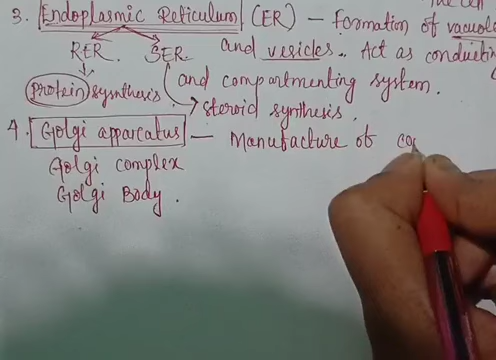 The cell
3. Endoplasmic Reticulum (ER) – Formation of vacuole
RER. SER and vesicles. Act as conducting
Protein synthesis. and compartmenting system.
steroid synthesis.
4. Golgi apparatus – Manufacture of co
Golgi complex
Golgi Body.